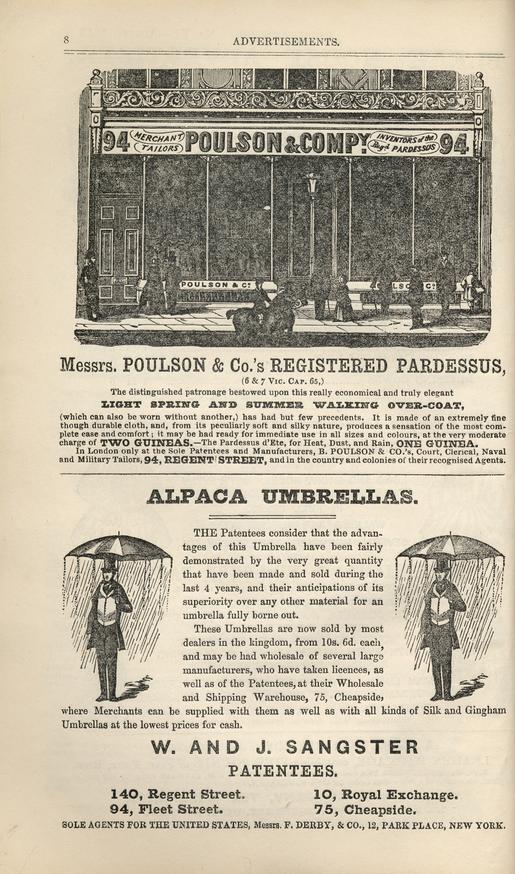 8
ADVERTISEMENTS.
94 MERCHANT TAILORS POULSON & COMPY. INVENTORS of the Regd. PARDESSUS 94
POULSON & Co.
LSON & Co.
Messrs. POULSON & Co.'s REGISTERED PARDESSUS,
(6 & 7 Vic. Cap. 65,)
The distinguished patronage bestowed upon this really economical and truly elegant
LIGHT SPRING AND SUMMER WALKING OVER-COAT,
(which can also be worn without another,) has had but few precedents. It is made of an extremely fine
though durable cloth, and, from its peculiarly soft and silky nature, produces a sensation of the most com-
plete ease and comfort; it may be had ready for immediate use in all sizes and colours, at the very moderate
charge of TWO GUINEAS.—The Pardessus d'Ete, for Heat, Dust, and Rain, ONE GUINEA.
In London only at the Sole Patentees and Manufacturers, B. POULSON & CO.'s, Court, Clerical, Naval
and Military Tailors, 94, REGENT STREET, and in the country and colonies of their recognised Agents.
ALPACA UMBRELLAS.
THE Patentees consider that the advan-
tages of this Umbrella have been fairly
demonstrated by the very great quantity
that have been made and sold during the
last 4 years, and their anticipations of its
superiority over any other material for an
umbrella fully borne out.
These Umbrellas are now sold by most
dealers in the kingdom, from 10s. 6d. each,
and may be had wholesale of several large
manufacturers, who have taken licences, as
well as of the Patentees, at their Wholesale
and Shipping Warehouse, 75, Cheapside,
where Merchants can be supplied with them as well as with all kinds of Silk and Gingham
Umbrellas at the lowest prices for cash.
W. AND J. SANGSTER
PATENTEES.
140, Regent Street. 10, Royal Exchange.
94, Fleet Street. 75, Cheapside.
SOLE AGENTS FOR THE UNITED STATES, Messrs. F. DERBY, & CO., 12, PARK PLACE, NEW YORK.